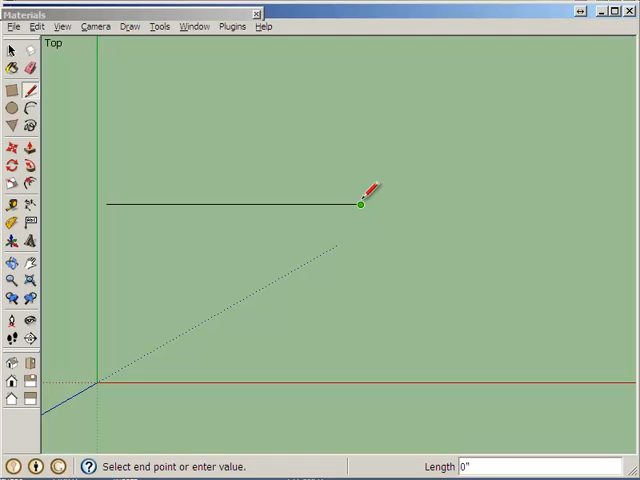 Materials
File Edit View Camera Draw Tools Window Plugins Help
Top
Select end point or enter value.
Length 0"